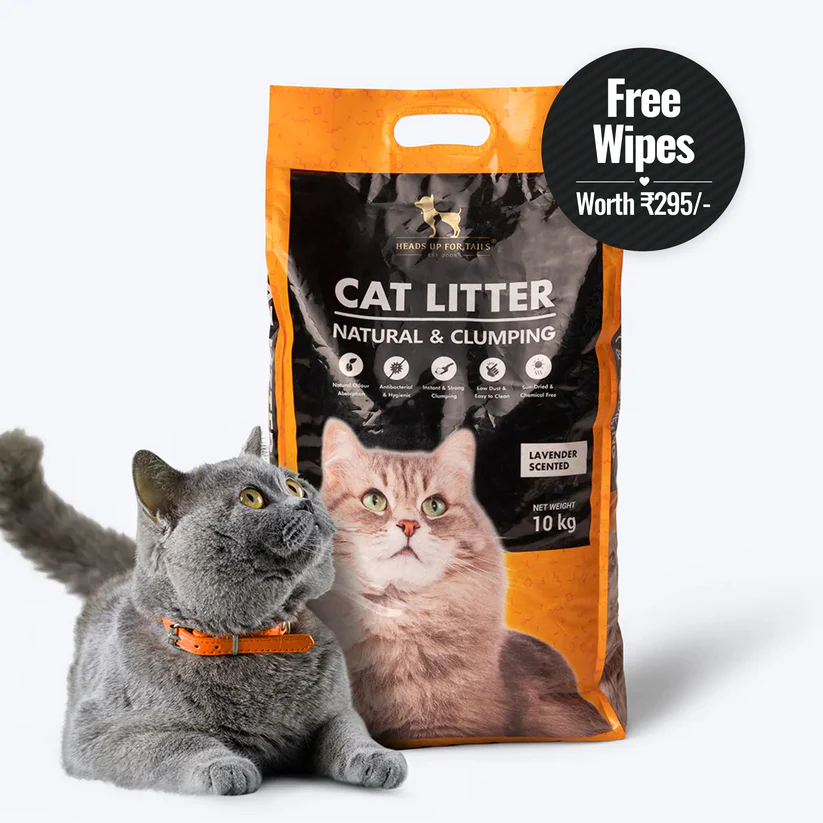 Free
Wipes
Worth ₹295/-
HEADS UP FOR TAILS®
CAT LITTER
NATURAL & CLUMPING
Natural Odour
Absorption
Antibacterial
& Hygienic
Instant & Strong
Clumping
Low Dust &
Easy to Clean
Sun Dried &
Chemical Free
LAVENDER
SCENTED
NET WEIGHT
10 kg